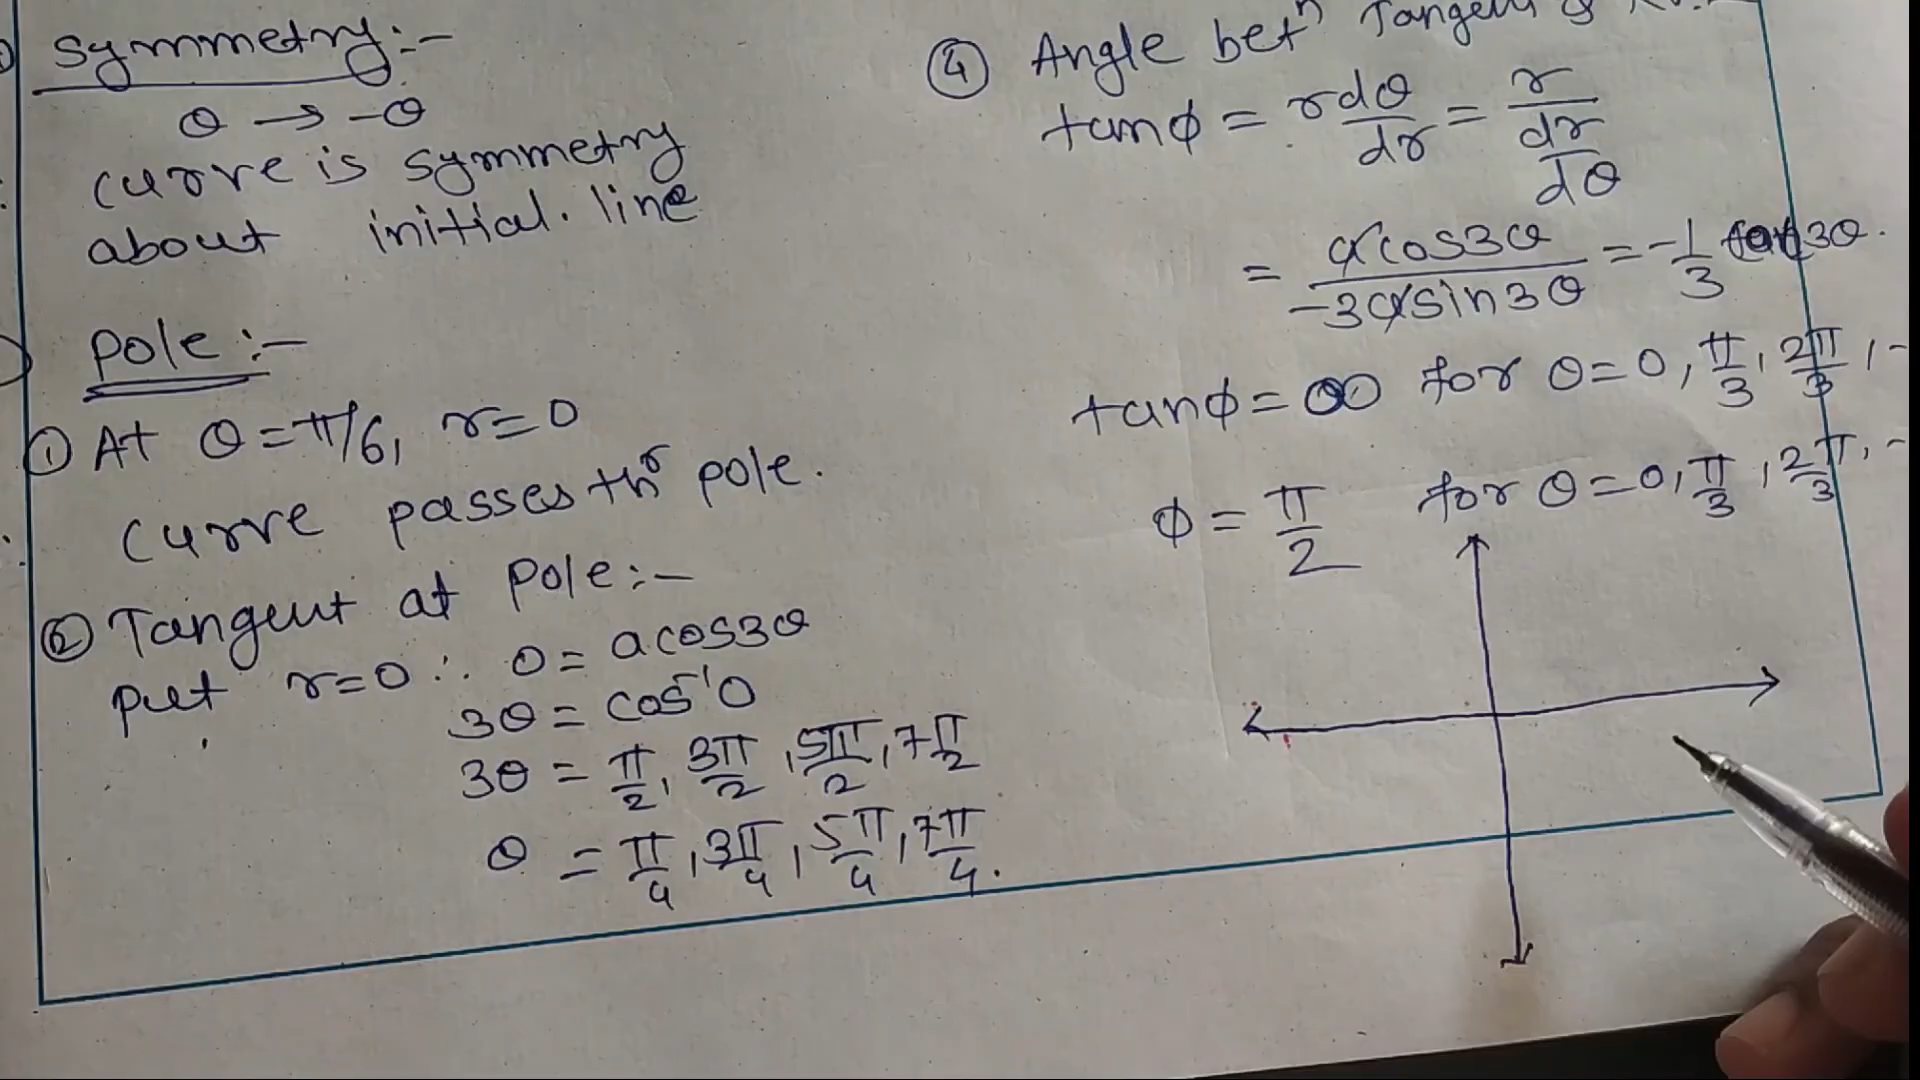 Symmetry:-
θ → -θ
curve is symmetry
about initial line
Pole:-
① At θ = π/6, r = 0
curve passes thr pole.
② Tangent at pole:-
put r=0 ∴ 0 = a cos3θ
3θ = cos⁻¹0
3θ = π/2, 3π/2, 5π/2, 7π/2
θ = π/4, 3π/4, 5π/4, 7π/4.
④ Angle betⁿ Tangent &
tanϕ = r dθ/dr = r/(dr/dθ)
= a cos3θ/-3a sin3θ = -1/3 cot3θ.
tanϕ = ∞ for θ = 0, π/3, 2π/3, -
ϕ = π/2 for θ = 0, π/3, 2π/3, -